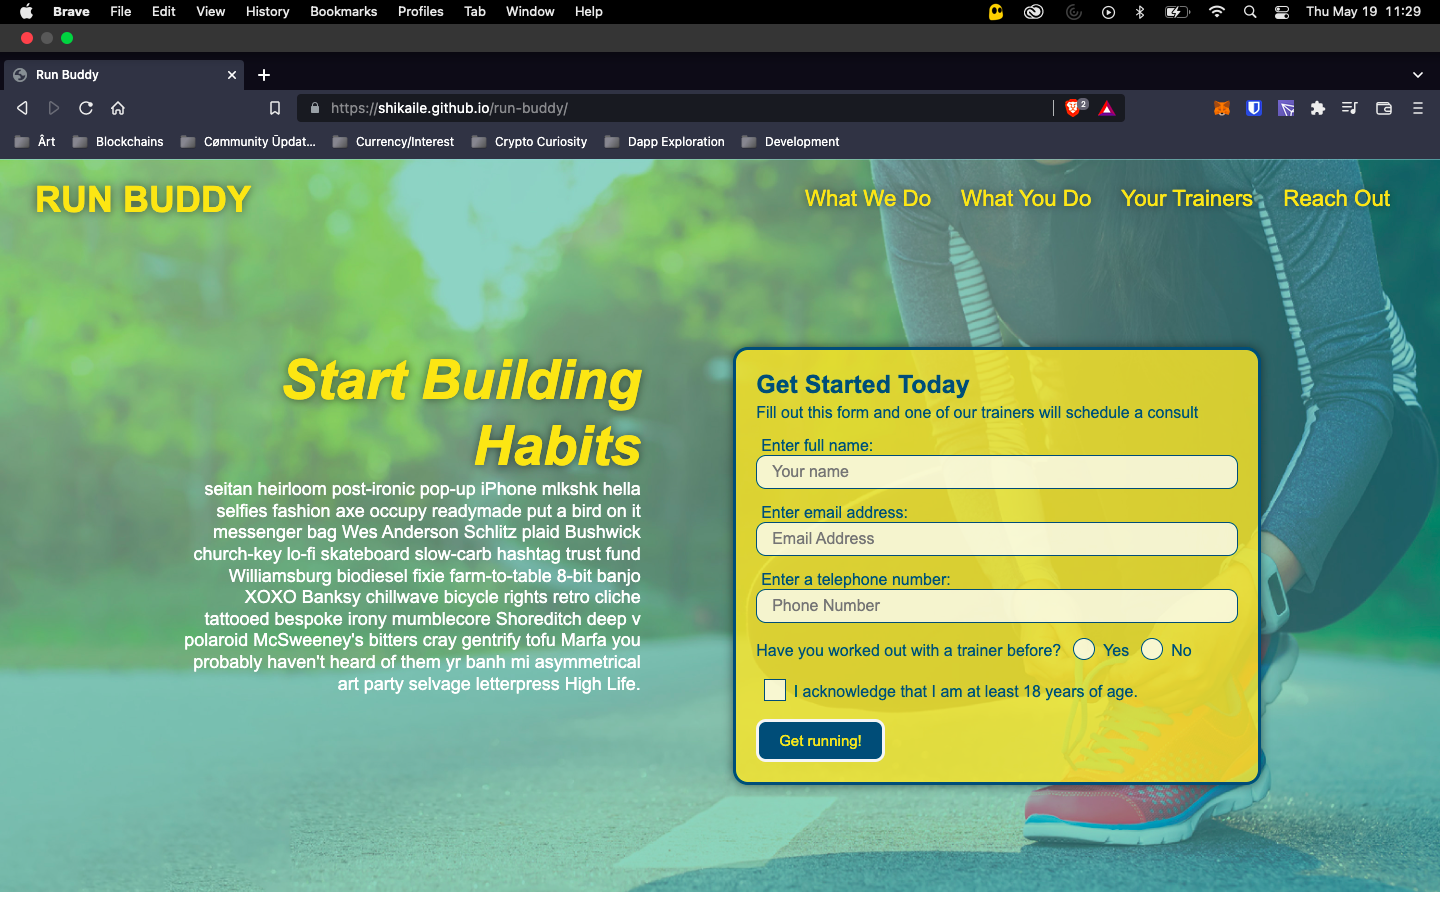 Brave File Edit View History Bookmarks Profiles Tab Window Help Thu May 19 11:29
Run Buddy
https://shikaile.github.io/run-buddy/ 2
Årt Blockchains Cømmunity Ūpdat... Currency/Interest Crypto Curiosity Dapp Exploration Development
RUN BUDDY What We Do What You Do Your Trainers Reach Out
Start Building
Habits
seitan heirloom post-ironic pop-up iPhone mlkshk hella
selfies fashion axe occupy readymade put a bird on it
messenger bag Wes Anderson Schlitz plaid Bushwick
church-key lo-fi skateboard slow-carb hashtag trust fund
Williamsburg biodiesel fixie farm-to-table 8-bit banjo
XOXO Banksy chillwave bicycle rights retro cliche
tattooed bespoke irony mumblecore Shoreditch deep v
polaroid McSweeney's bitters cray gentrify tofu Marfa you
probably haven't heard of them yr banh mi asymmetrical
art party selvage letterpress High Life.
Get Started Today
Fill out this form and one of our trainers will schedule a consult
Enter full name:
Your name
Enter email address:
Email Address
Enter a telephone number:
Phone Number
Have you worked out with a trainer before? Yes No
I acknowledge that I am at least 18 years of age.
Get running!